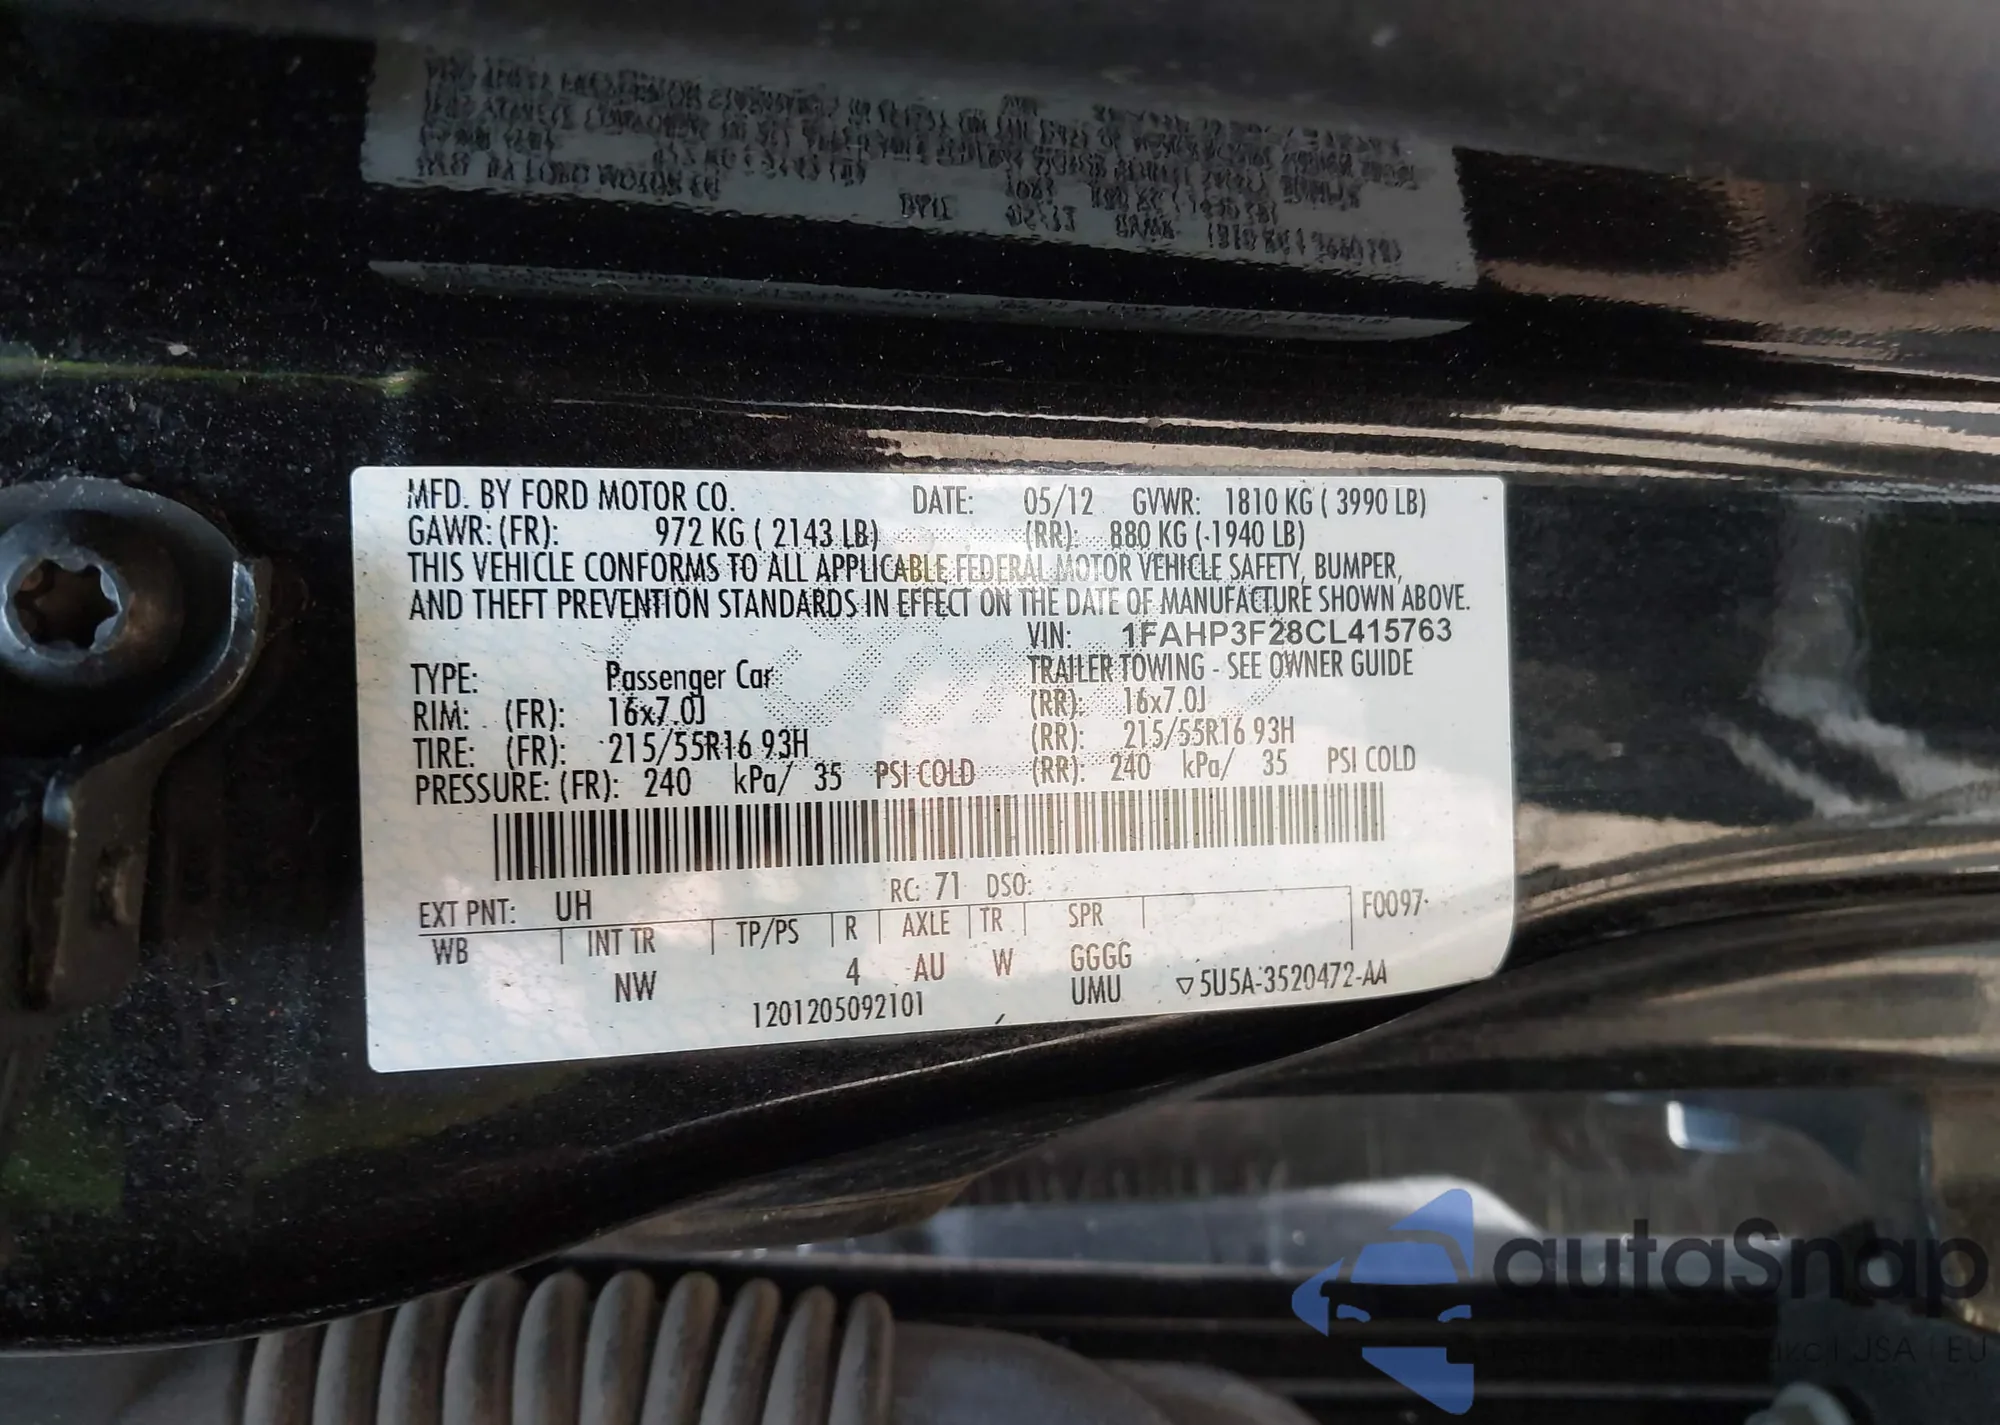 MFD. BY FORD MOTOR CO. DATE: 05/12 GVWR: 1810 KG ( 3990 LB)
GAWR: (FR): 972 KG ( 2143 LB) (RR): 880 KG ( 1940 LB)
THIS VEHICLE CONFORMS TO ALL APPLICABLE FEDERAL MOTOR VEHICLE SAFETY, BUMPER,
AND THEFT PREVENTION STANDARDS IN EFFECT ON THE DATE OF MANUFACTURE SHOWN ABOVE.
VIN: 1FAHP3F28CL415763
TYPE: Passenger Car TRAILER TOWING - SEE OWNER GUIDE
RIM: (FR): 16x7.0J (RR): 16x7.0J
TIRE: (FR): 215/55R16 93H (RR): 215/55R16 93H
PRESSURE: (FR): 240 kPa/ 35 PSI COLD (RR): 240 kPa/ 35 PSI COLD
EXT PNT: UH RC: 71 DSO: F0097
WB INT TR TP/PS R AXLE TR SPR
NW 4 AU W GGGG
1201205092101 UMU ▽5U5A-3520472-AA
autaSnap
USA | EU